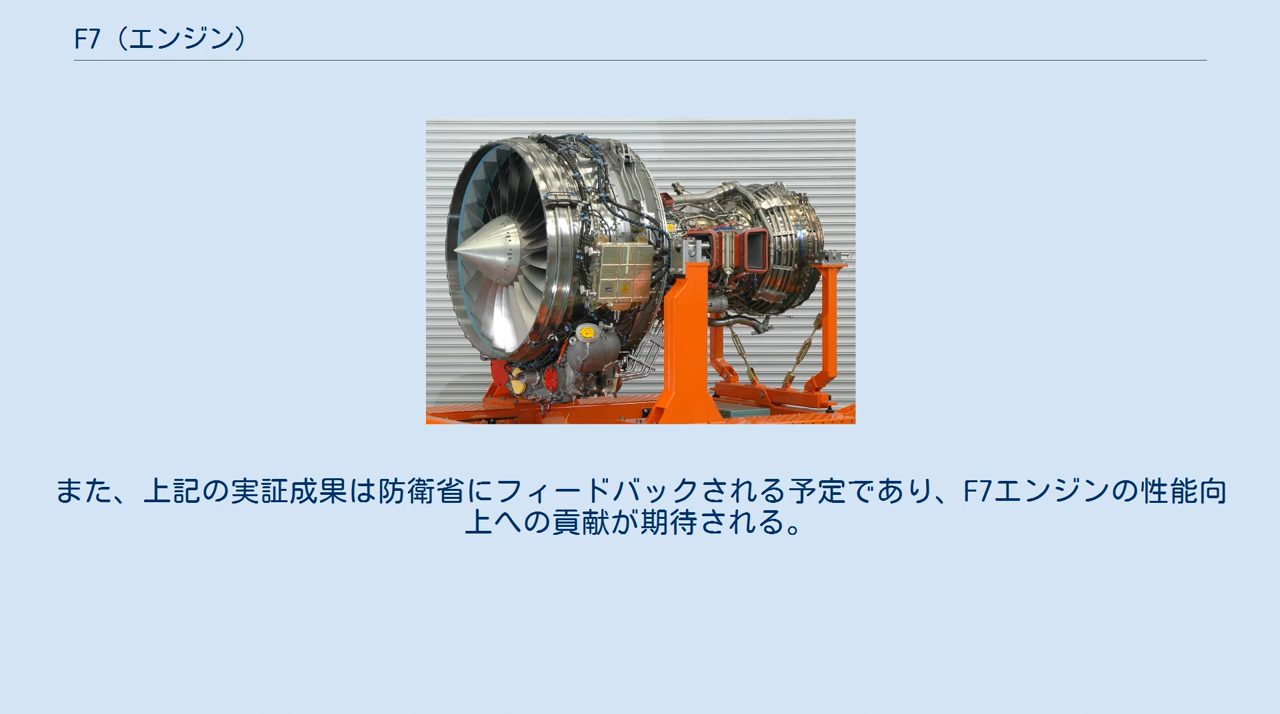 F7（エンジン）
また、上記の実証成果は防衛省にフィードバックされる予定であり、F7エンジンの性能向
上への貢献が期待される。